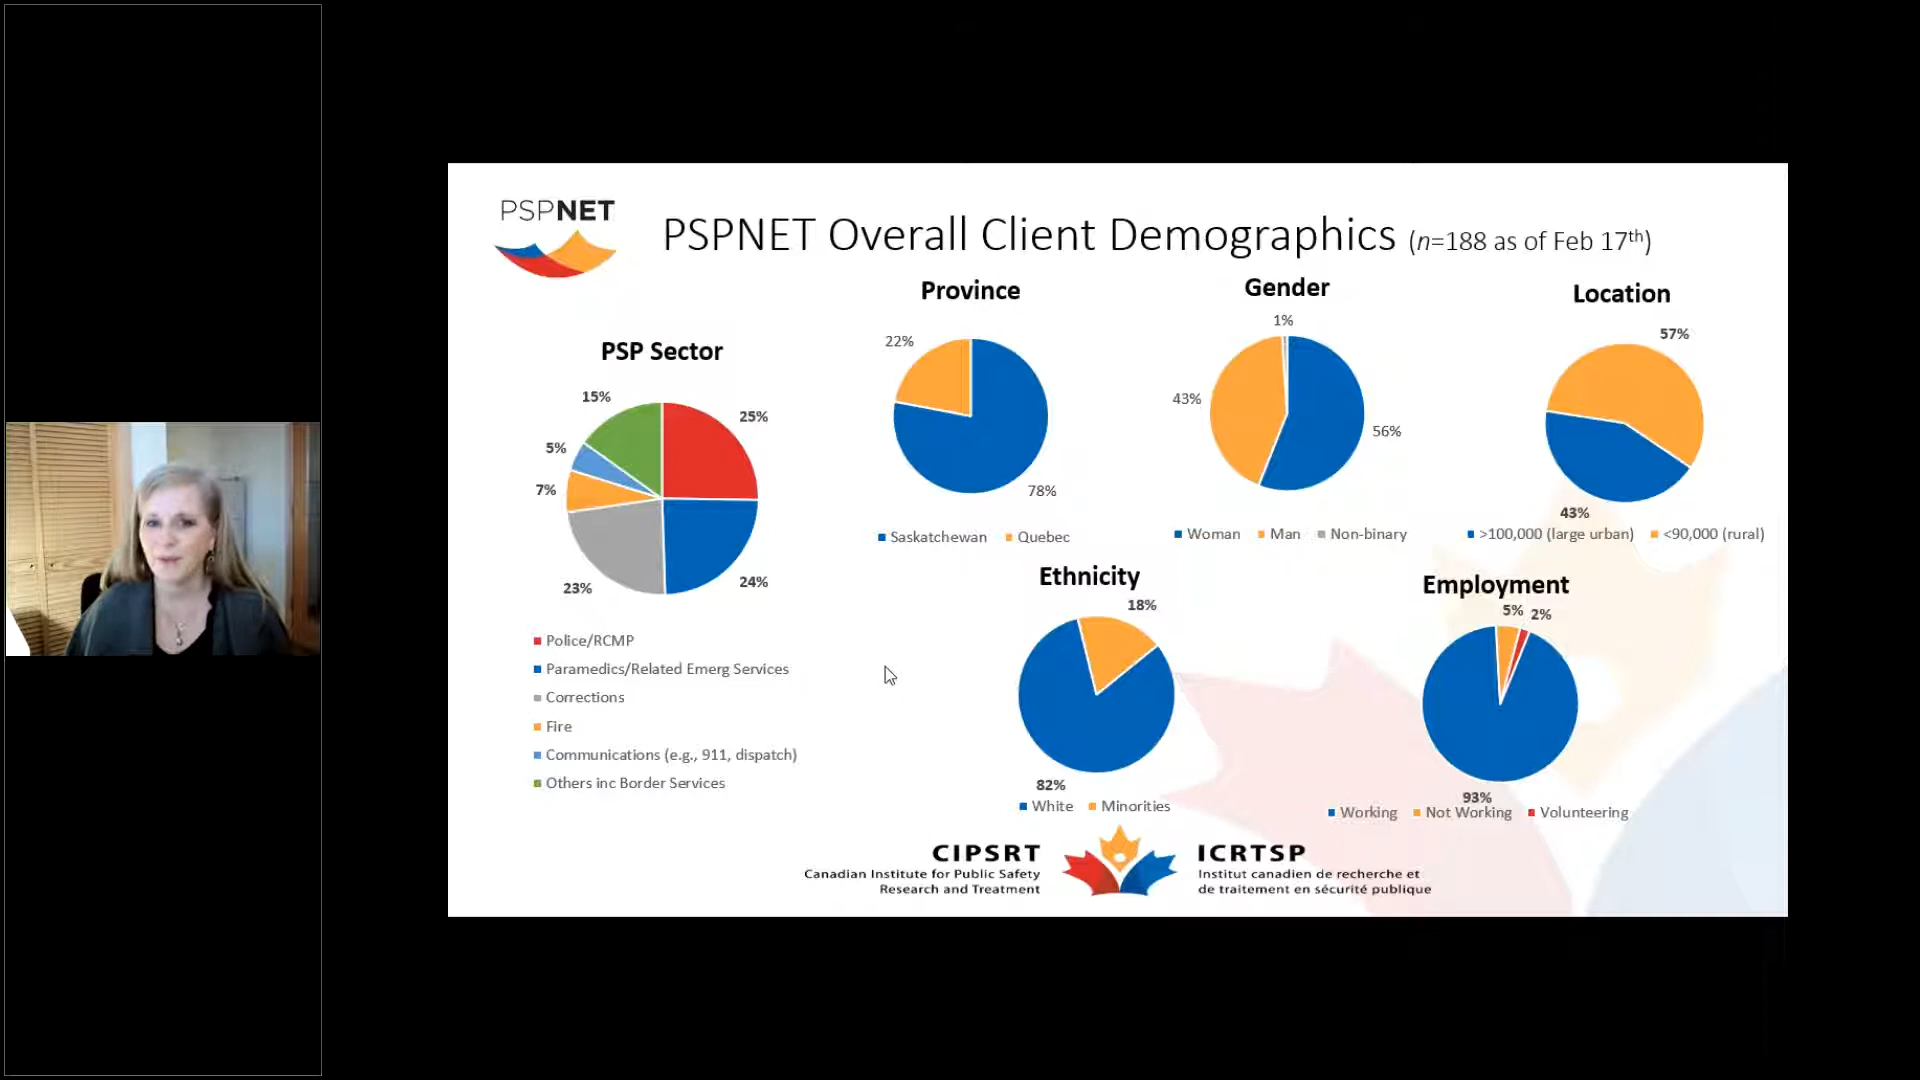 PSPNET
PSPNET Overall Client Demographics (n=188 as of Feb 17th)
PSP Sector
15%
25%
5%
7%
23%
24%
Police/RCMP
Paramedics/Related Emerg Services
Corrections
Fire
Communications (e.g., 911, dispatch)
Others inc Border Services
Province
22%
78%
Saskatchewan Quebec
Gender
1%
43%
56%
Woman Man Non-binary
Location
57%
43%
>100,000 (large urban) <90,000 (rural)
Ethnicity
18%
82%
White Minorities
Employment
5% 2%
93%
Working Not Working Volunteering
CIPSRT
Canadian Institute for Public Safety
Research and Treatment
ICRTSP
Institut canadien de recherche et
de traitement en sécurité publique